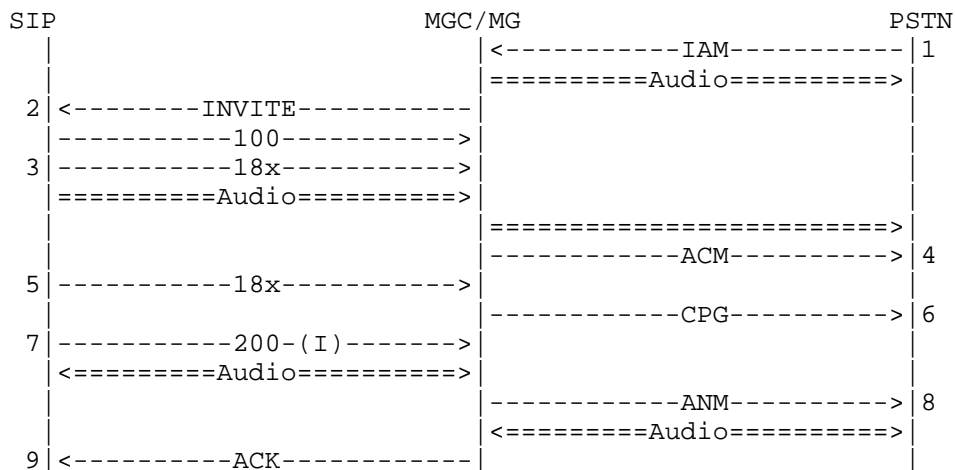 SIP                       MGC/MG                       PSTN
  |                          |<-----------IAM-----------|1
  |                          |==========Audio==========>|
 2|<--------INVITE-----------|                          |
  |-----------100----------->|                          |
 3|-----------18x----------->|                          |
  |==========Audio==========>|                          |
  |                          |=========================>|
  |                          |------------ACM---------->|4
 5|-----------18x----------->|                          |
  |                          |------------CPG---------->|6
 7|-----------200-(I)------->|                          |
  |<=========Audio==========>|                          |
  |                          |------------ANM---------->|8
  |                          |<=========Audio==========>|
 9|<----------ACK------------|                          |